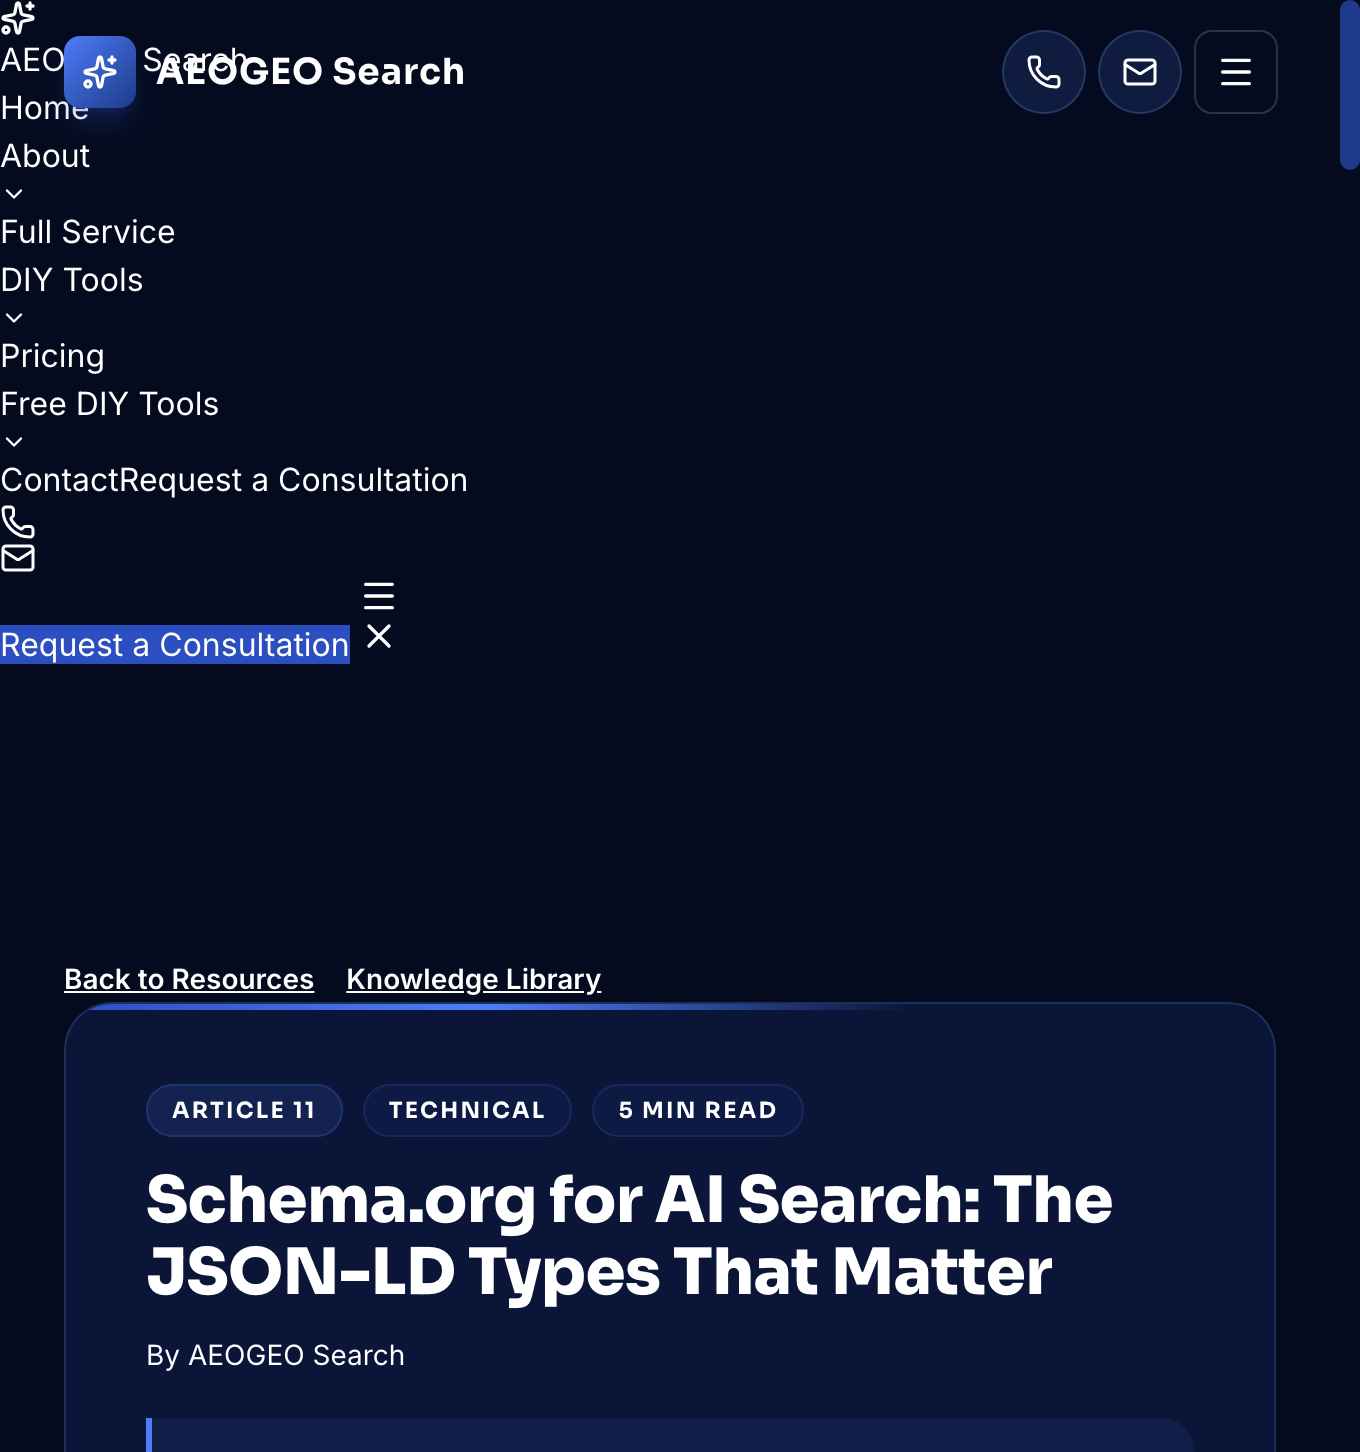 AEOGEO Search
AEO Search
Home
About
Full Service
DIY Tools
Pricing
Free DIY Tools
ContactRequest a Consultation
Request a Consultation
Back to Resources Knowledge Library
ARTICLE 11 TECHNICAL 5 MIN READ
Schema.org for AI Search: The
JSON-LD Types That Matter
By AEOGEO Search